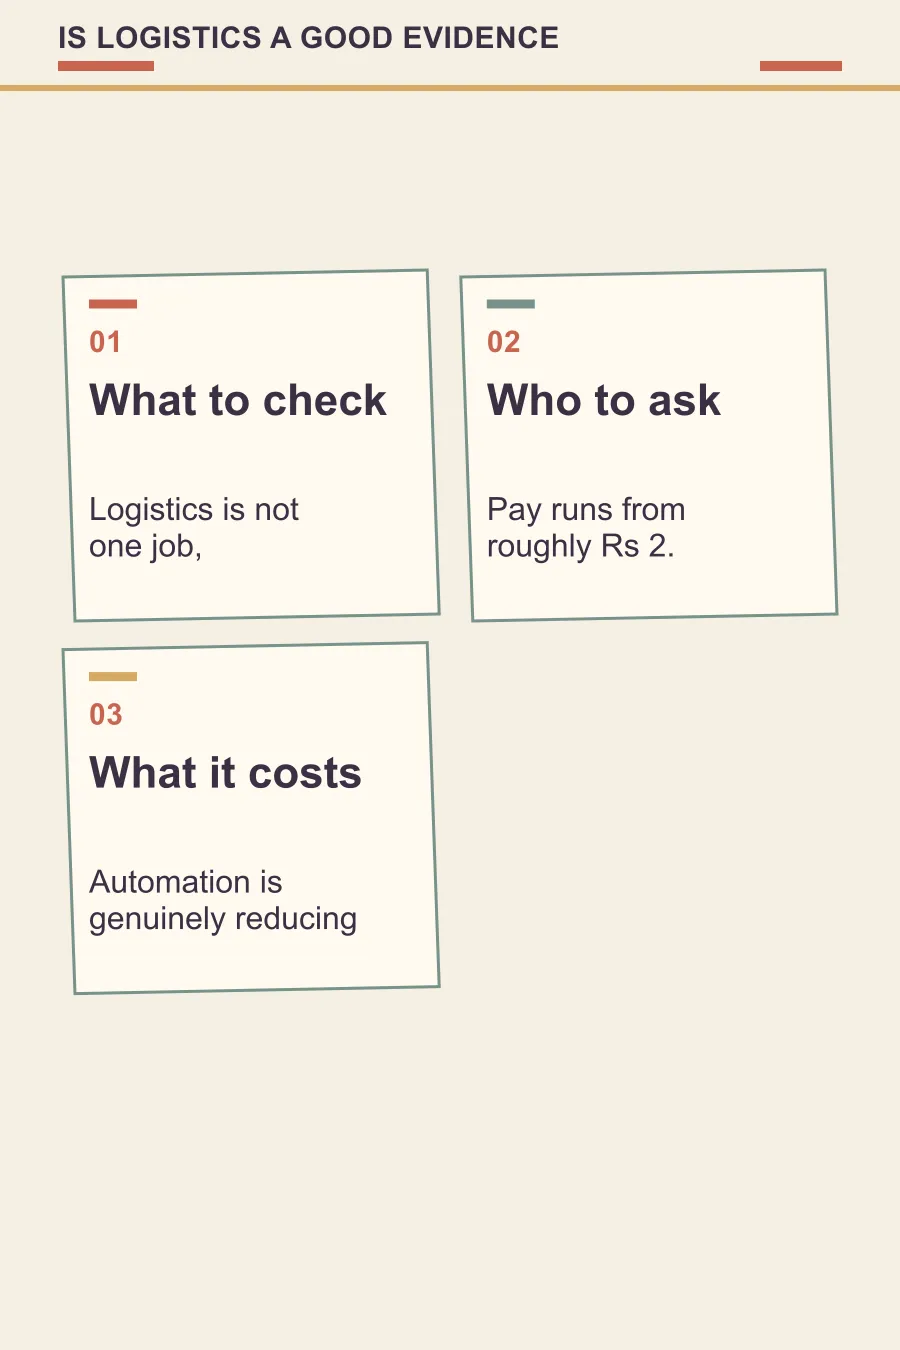 IS LOGISTICS A GOOD EVIDENCE
01
What to check
Logistics is not
one job,
02
Who to ask
Pay runs from
roughly Rs 2.
03
What it costs
Automation is
genuinely reducing